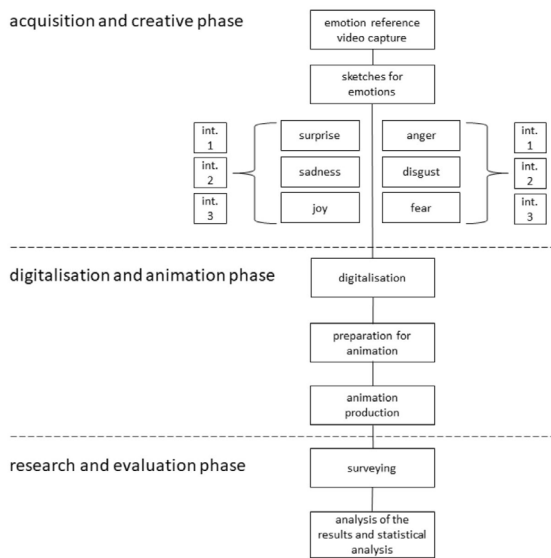 acquisition and creative phase
emotion reference
video capture
sketches for
emotions
int.
1
int.
2
int.
3
surprise
sadness
joy
anger
disgust
fear
int.
1
int.
2
int.
3
digitalisation and animation phase
digitalisation
preparation for
animation
animation
production
research and evaluation phase
surveying
analysis of the
results and statistical
analysis